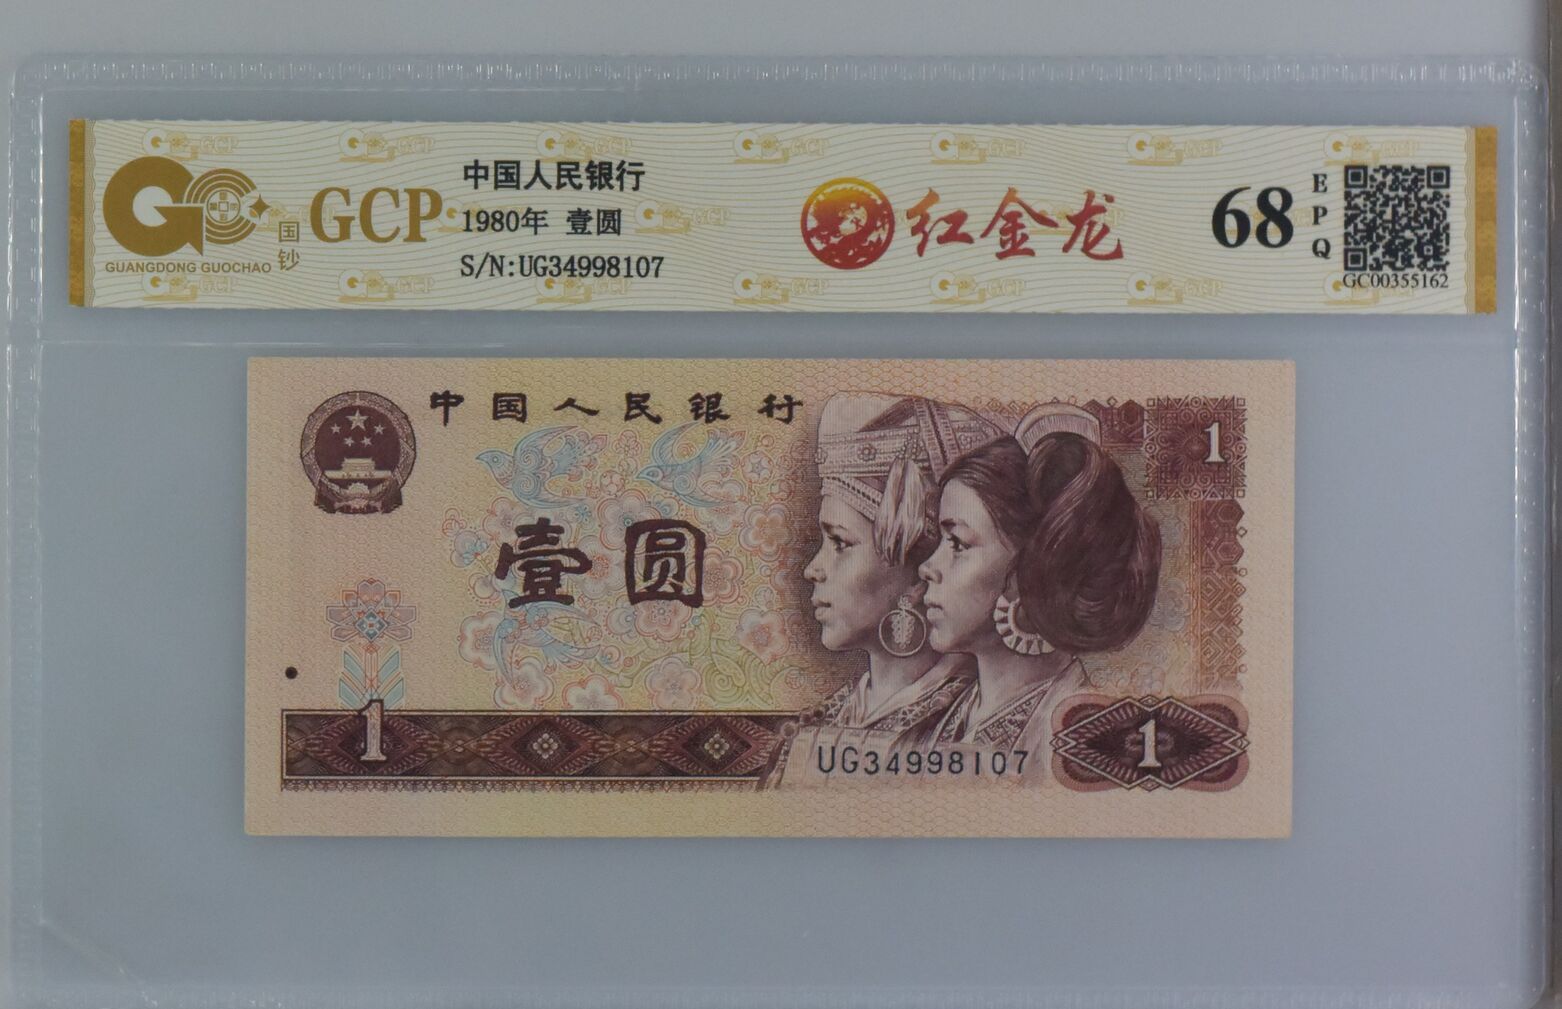 国钞
GUANGDONG GUOCHAO
GCP
中国人民银行
1980年 壹圆
S/N:UG34998107
红金龙
68
EPQ
GC00355162
中国人民银行
1
壹圆
1
UG34998107
1